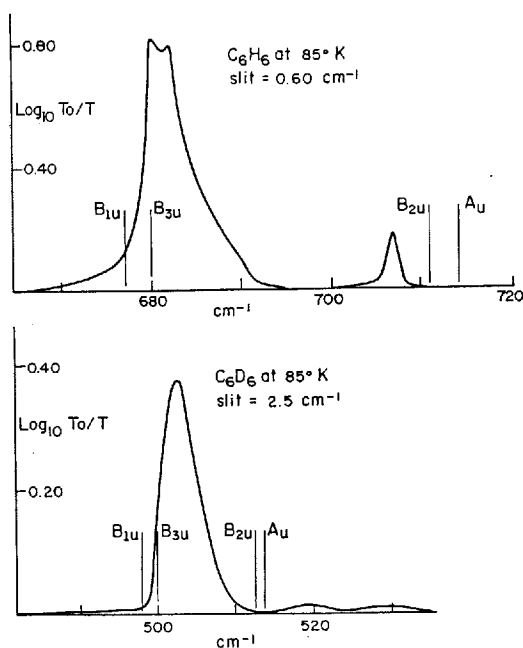 0.80
C₆H₆ at 85° K
slit = 0.60 cm⁻¹
Log₁₀ To/T
0.40
B₁ᵤ
B₃ᵤ
B₂ᵤ
Aᵤ
680
700
720
cm⁻¹
0.40
C₆D₆ at 85° K
slit = 2.5 cm⁻¹
Log₁₀ To/T
0.20
B₁ᵤ
B₃ᵤ
B₂ᵤ
Aᵤ
500
520
cm⁻¹